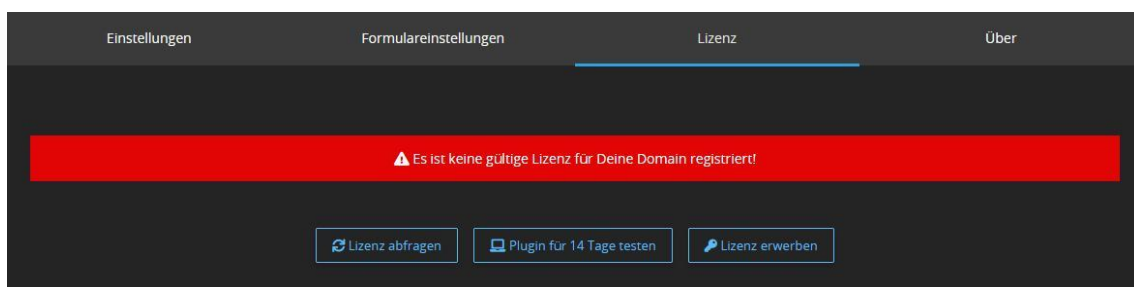 Einstellungen Formulareinstellungen Lizenz Über
Es ist keine gültige Lizenz für Deine Domain registriert!
Lizenz abfragen Plugin für 14 Tage testen Lizenz erwerben